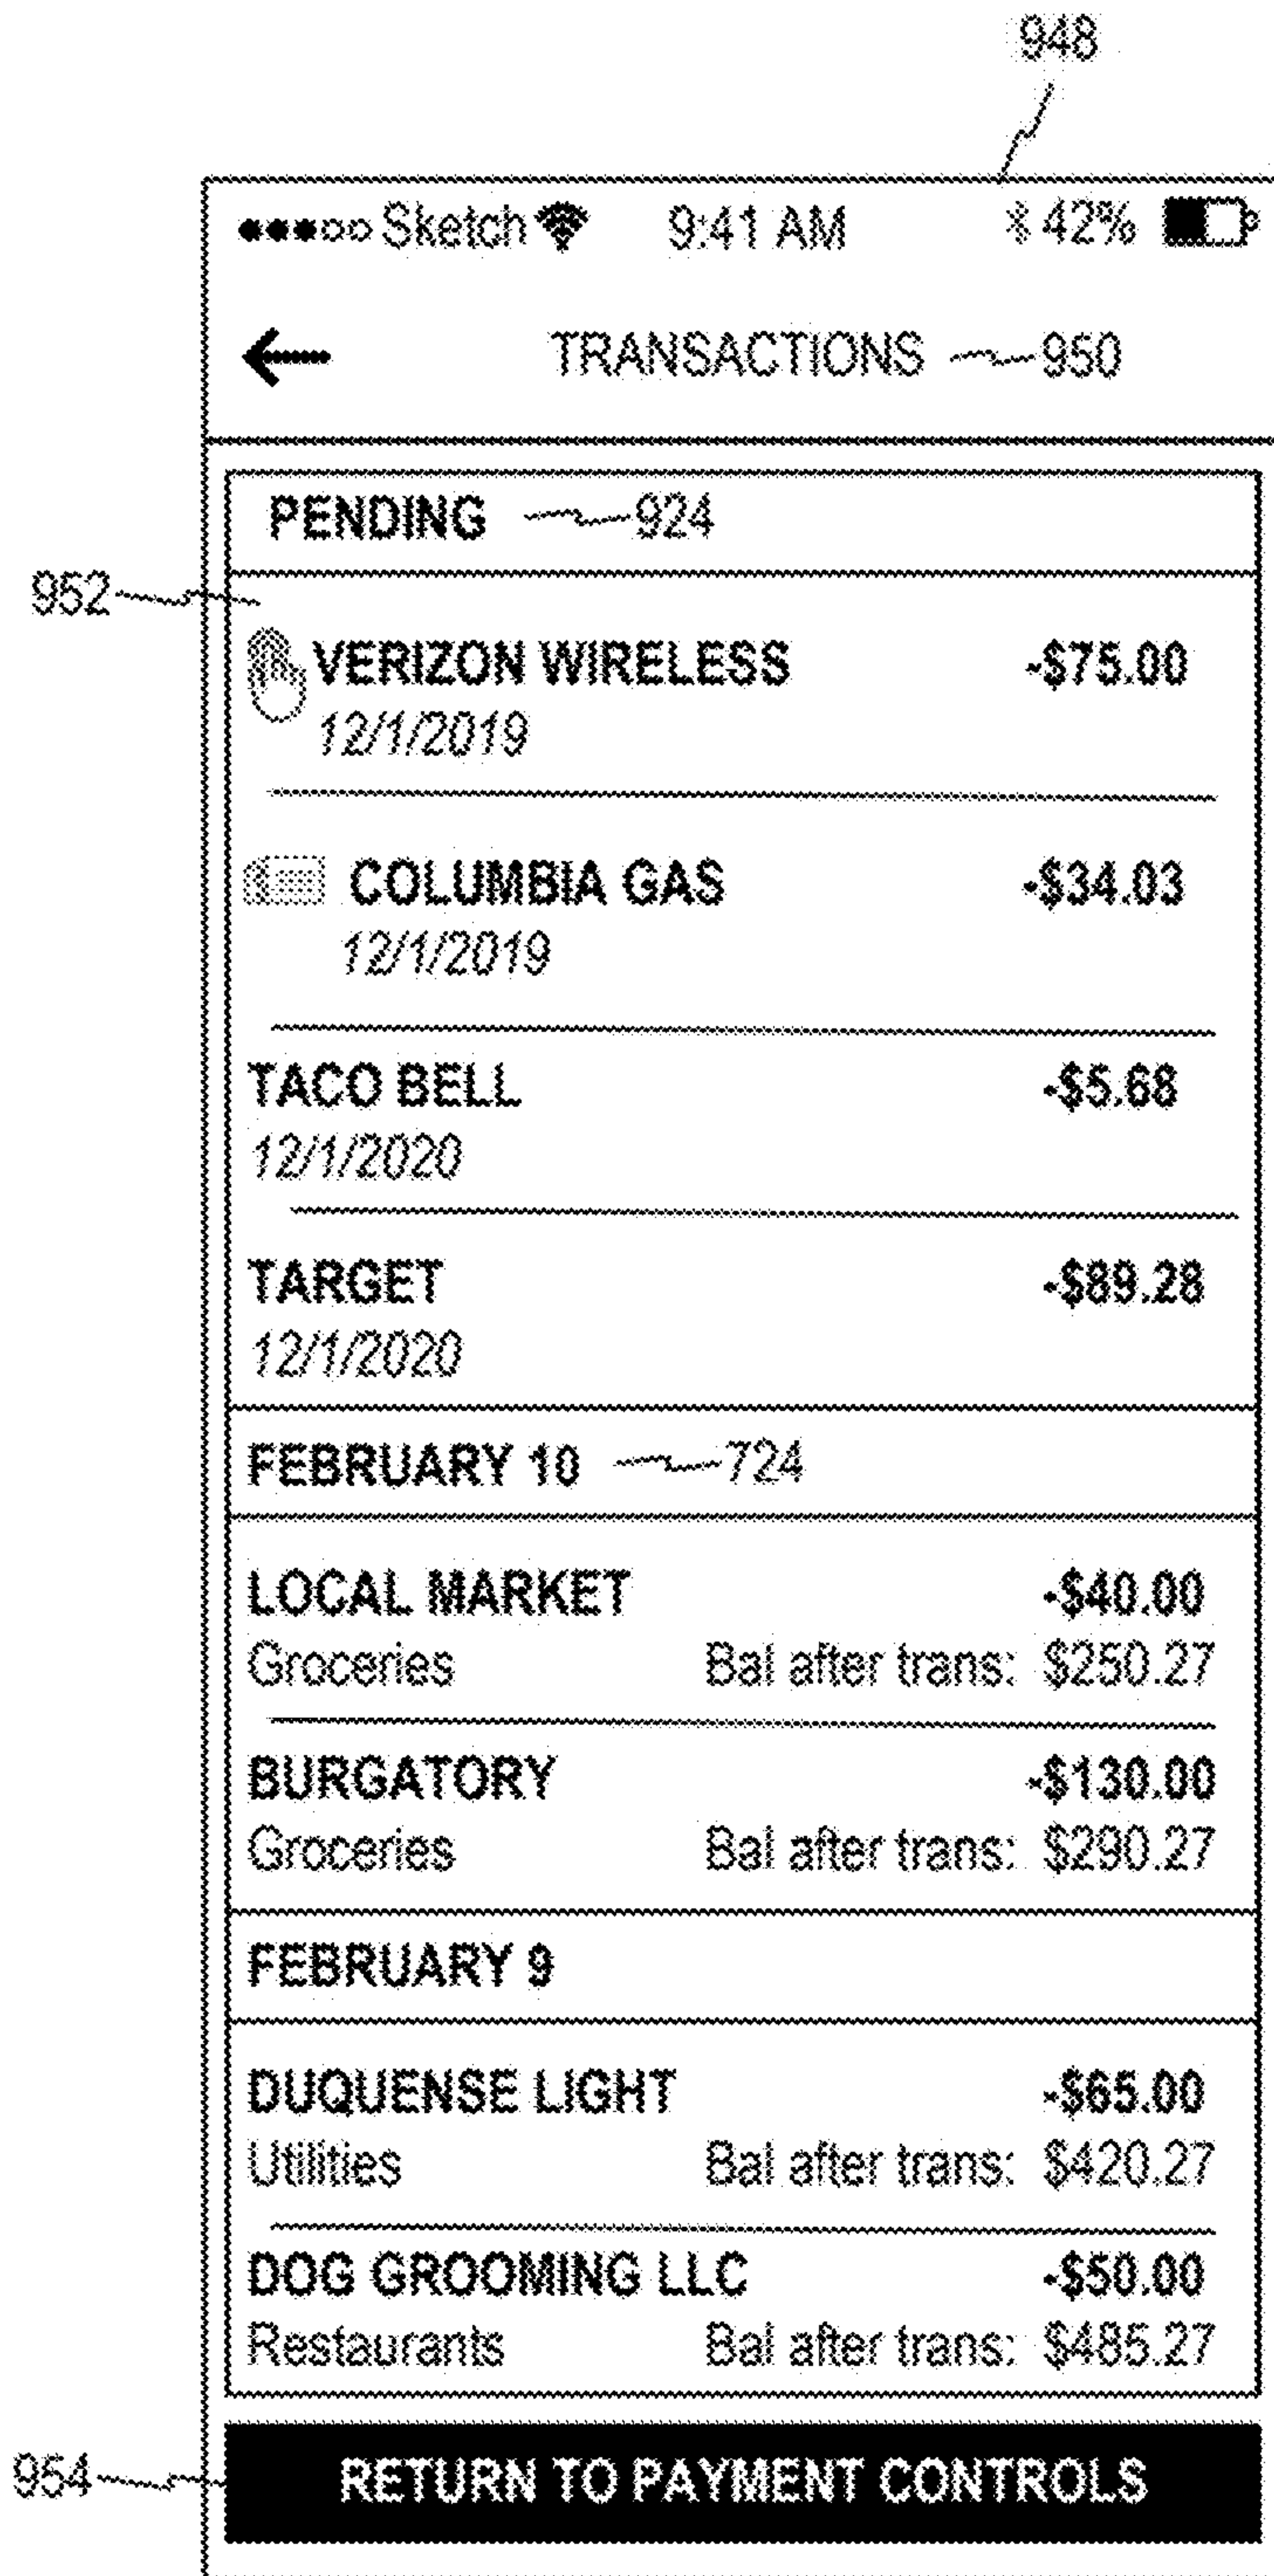 948
Sketch 9:41 AM 42%
TRANSACTIONS 950
PENDING 924
952
VERIZON WIRELESS -$75.00
12/1/2019
COLUMBIA GAS -$34.03
12/1/2019
TACO BELL -$5.68
12/1/2020
TARGET -$89.28
12/1/2020
FEBRUARY 10 724
LOCAL MARKET -$40.00
Groceries Bal after trans: $250.27
BURGATORY -$130.00
Groceries Bal after trans: $290.27
FEBRUARY 9
DUQUENSE LIGHT -$65.00
Utilities Bal after trans: $420.27
DOG GROOMING LLC -$50.00
Restaurants Bal after trans: $485.27
954 RETURN TO PAYMENT CONTROLS